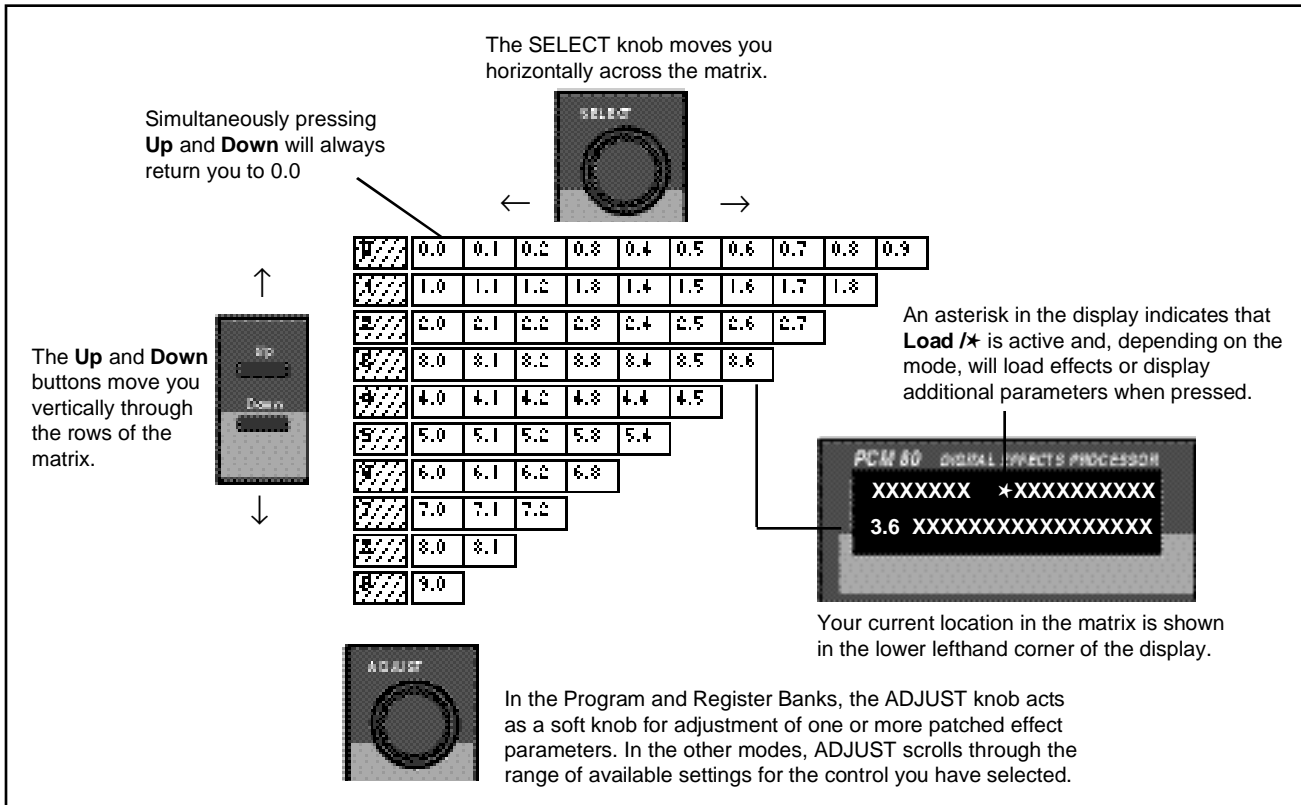 The SELECT knob moves you
horizontally across the matrix.
Simultaneously pressing
Up and Down will always
return you to 0.0
SELECT
← →
0.0 0.1 0.2 0.3 0.4 0.5 0.6 0.7 0.8 0.9
1.0 1.1 1.2 1.3 1.4 1.5 1.6 1.7 1.8
2.0 2.1 2.2 2.3 2.4 2.5 2.6 2.7
3.0 3.1 3.2 3.3 3.4 3.5 3.6
4.0 4.1 4.2 4.3 4.4 4.5
5.0 5.1 5.2 5.3 5.4
6.0 6.1 6.2 6.3
7.0 7.1 7.2
8.0 8.1
9.0
↑
Up
Down
↓
The Up and Down
buttons move you
vertically through
the rows of the
matrix.
An asterisk in the display indicates that
Load /✶ is active and, depending on the
mode, will load effects or display
additional parameters when pressed.
PCM 80 DIGITAL EFFECTS PROCESSOR
XXXXXXX ✶XXXXXXXXXX
3.6 XXXXXXXXXXXXXXXXX
Your current location in the matrix is shown
in the lower lefthand corner of the display.
ADJUST
In the Program and Register Banks, the ADJUST knob acts
as a soft knob for adjustment of one or more patched effect
parameters. In the other modes, ADJUST scrolls through the
range of available settings for the control you have selected.